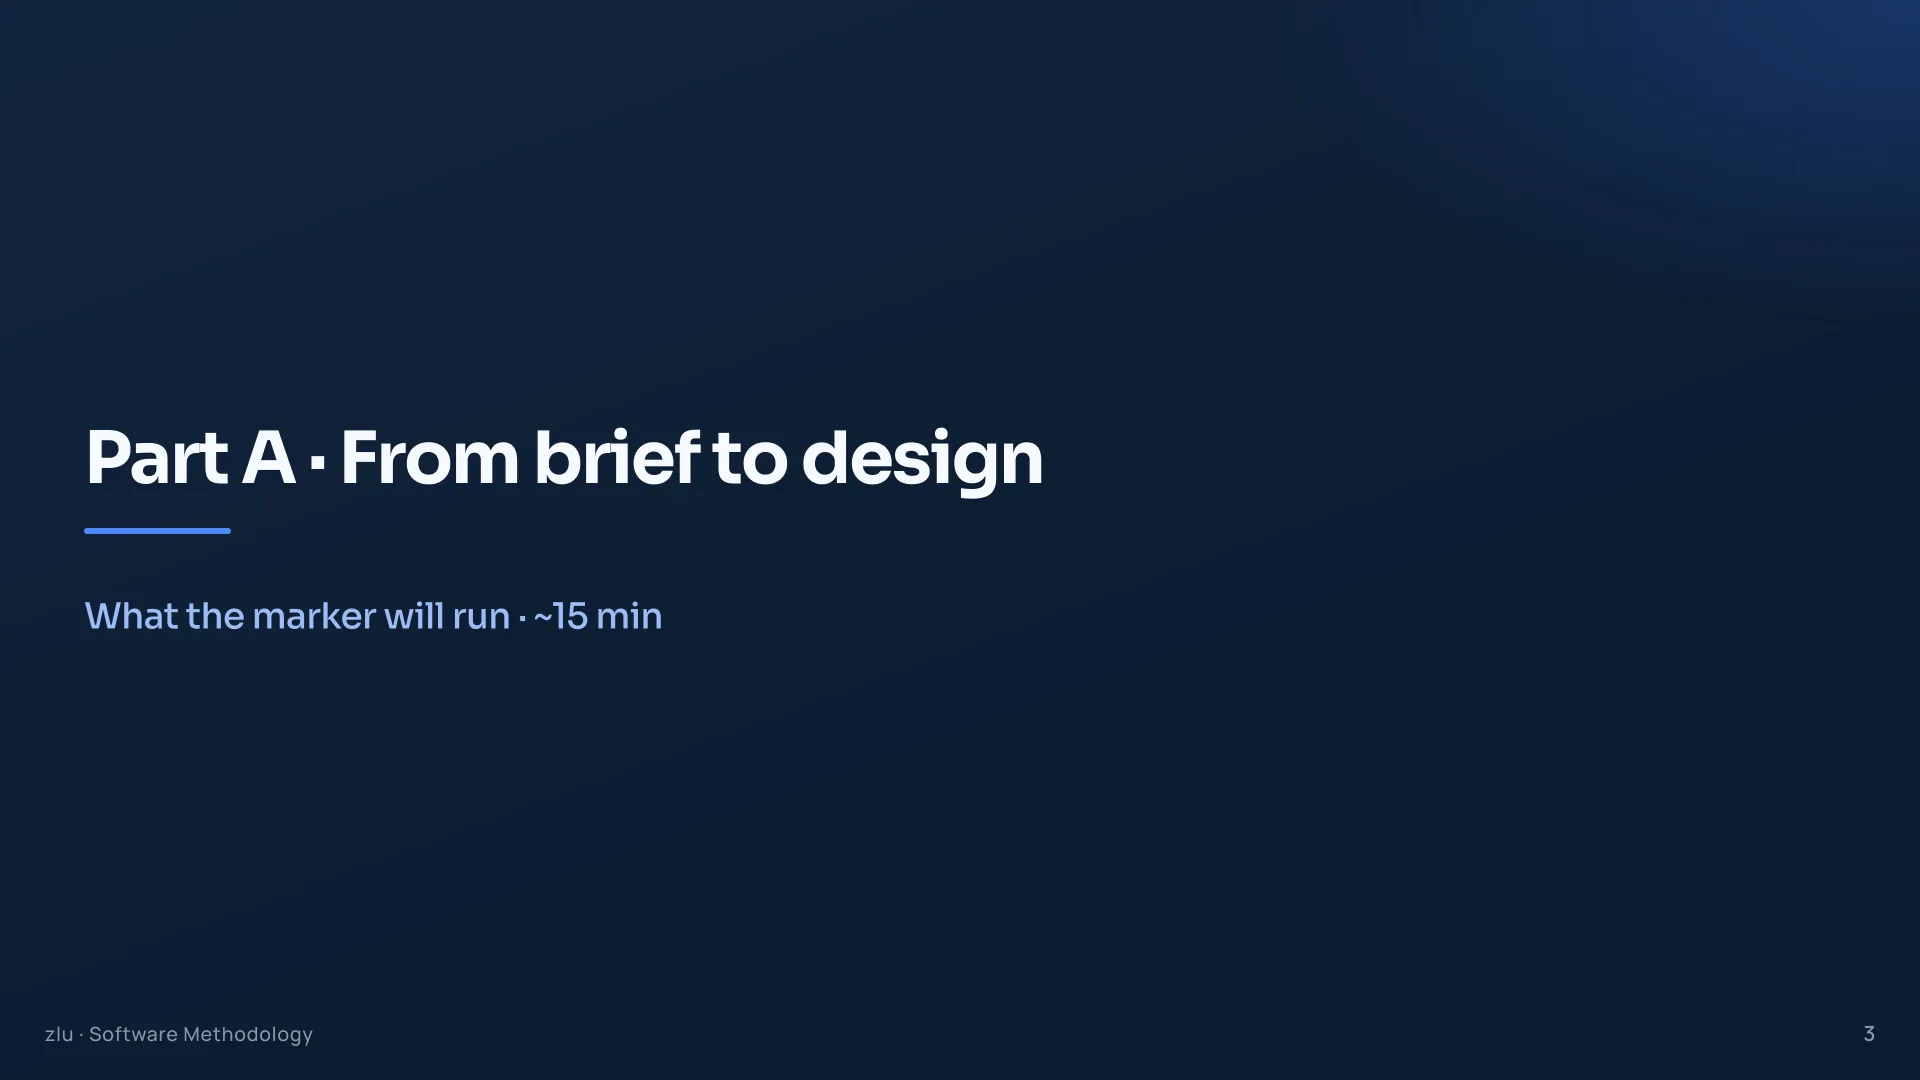 Part A · From brief to design
What the marker will run · ~15 min
zlu · Software Methodology
3